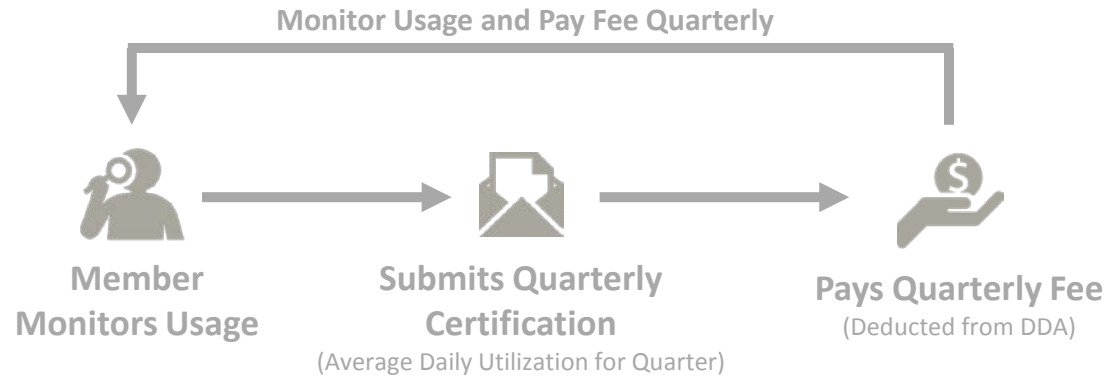 Monitor Usage and Pay Fee Quarterly
$
Member
Monitors Usage
Submits Quarterly
Certification
(Average Daily Utilization for Quarter)
Pays Quarterly Fee
(Deducted from DDA)